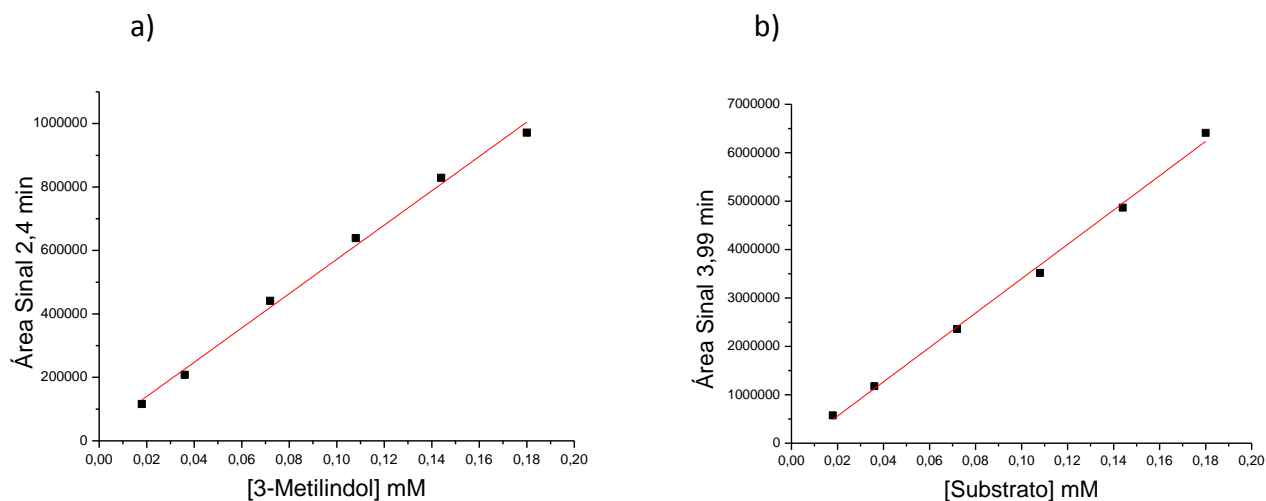 a)
1000000
800000
600000
400000
200000
0
Área Sinal 2,4 min
0,00 0,02 0,04 0,06 0,08 0,10 0,12 0,14 0,16 0,18 0,20
[3-Metilindol] mM
b)
7000000
6000000
5000000
4000000
3000000
2000000
1000000
0
Área Sinal 3,99 min
0,00 0,02 0,04 0,06 0,08 0,10 0,12 0,14 0,16 0,18 0,20
[Substrato] mM